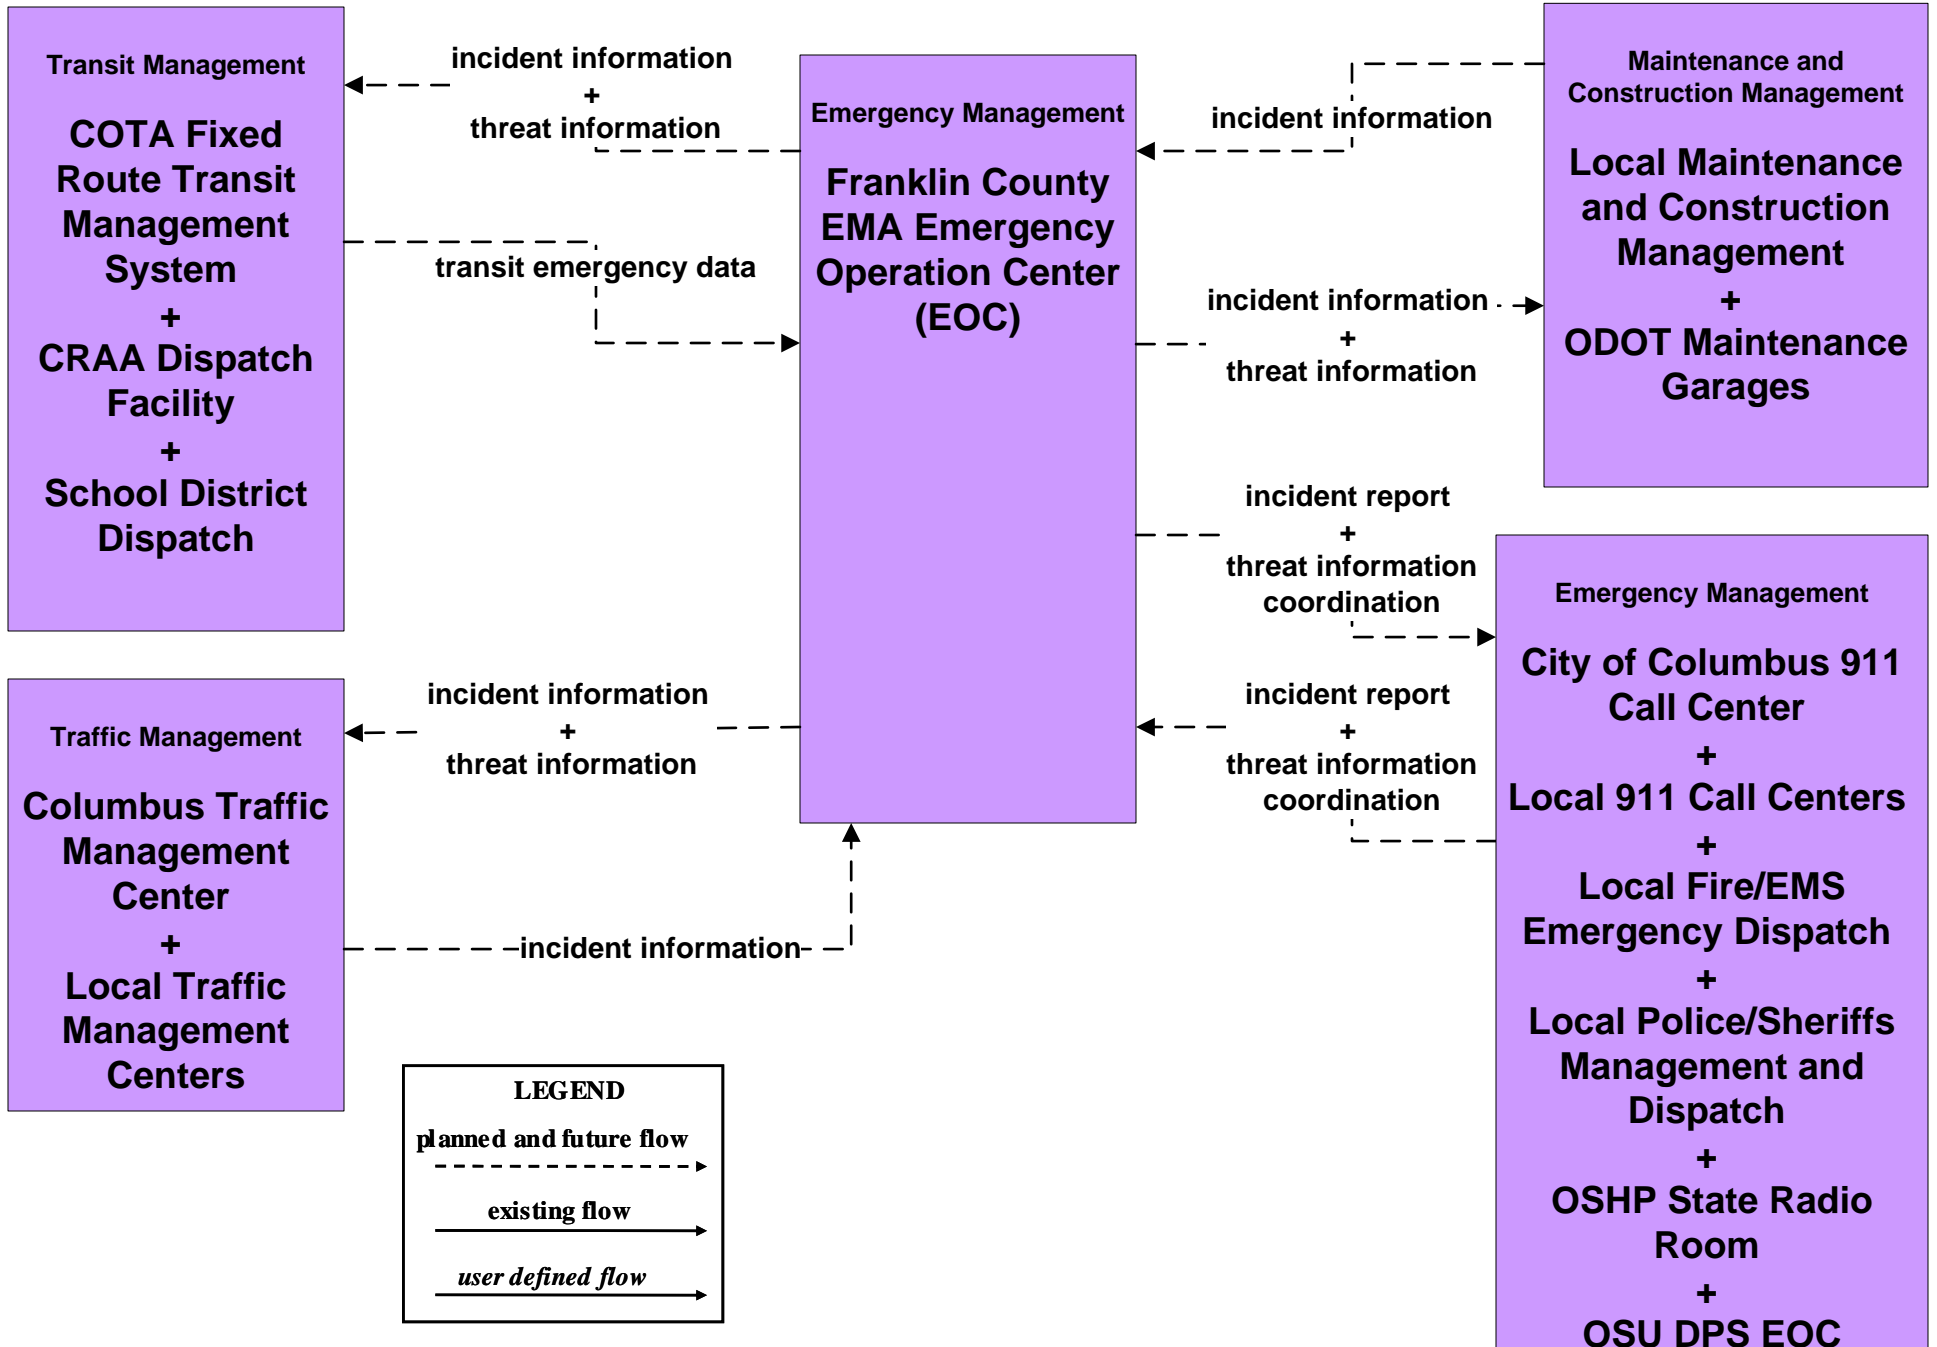 Transit Management
COTA Fixed
Route Transit
Management
System
+
CRAA Dispatch
Facility
+
School District
Dispatch
incident information
+
threat information
transit emergency data
Emergency Management
Franklin County
EMA Emergency
Operation Center
(EOC)
incident information
Maintenance and
Construction Management
Local Maintenance
and Construction
Management
+
ODOT Maintenance
Garages
incident information
+
threat information
incident report
+
threat information
coordination
incident report
+
threat information
coordination
Emergency Management
City of Columbus 911
Call Center
+
Local 911 Call Centers
+
Local Fire/EMS
Emergency Dispatch
+
Local Police/Sheriffs
Management and
Dispatch
+
OSHP State Radio
Room
+
OSU DPS EOC
Traffic Management
Columbus Traffic
Management
Center
+
Local Traffic
Management
Centers
incident information
+
threat information
incident information
LEGEND
planned and future flow
existing flow
user defined flow